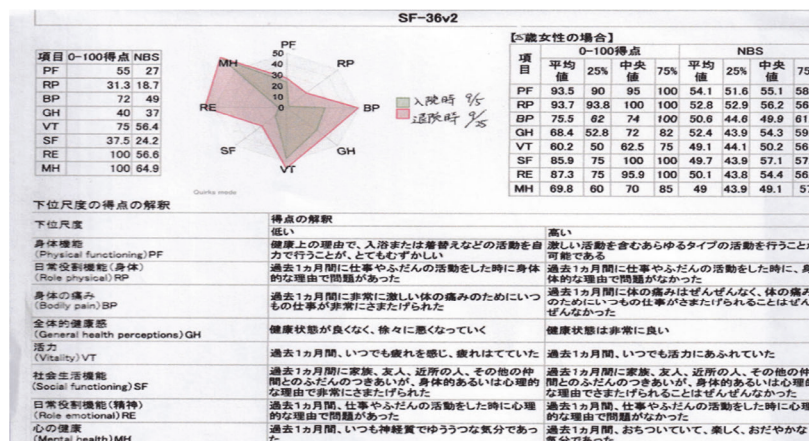 SF-36v2
項目 0-100得点 NBS
PF 55 27
RP 31.3 18.7
BP 72 49
GH 40 37
VT 75 56.4
SF 37.5 24.2
RE 100 56.6
MH 100 64.9
PF
RP
BP
GH
VT
SF
RE
MH
50
40
30
20
10
0
入院時 9/5
退院時 9/25
Quirky mode
歳女性の場合】
項目 0-100得点 NBS
平均値 25% 中央値 75% 平均値 25% 中央値
PF 93.5 90 95 100 54.1 51.6 55.1
RP 93.7 93.8 100 100 52.8 52.9 56.2
BP 75.5 62 74 100 50.6 44.6 49.9
GH 68.4 52.8 72 82 52.4 43.9 54.3
VT 60.2 50 62.5 75 49.1 44.1 50.2
SF 85.9 75 100 100 49.7 43.9 57.1
RE 87.3 75 95.9 100 50.1 43.8 54.4
MH 69.8 60 70 85 49 43.9 49.1
下位尺度の得点の解釈
下位尺度 得点の解釈
低い 高い
身体機能 健康上の理由で、入浴または着替えなどの活動を自 激しい活動を含むあらゆるタイプの活動を行うことが
(Physical functioning)PF 力で行うことが、とてもむずかしい 可能である
日常役割機能(身体) 過去1ヵ月間に仕事やふだんの活動をした時に身体 過去1ヵ月間に仕事やふだんの活動をした時に、身
(Role physical)RP 的な理由で問題があった 体的な理由で問題がなかった
身体の痛み 過去1ヵ月間に非常に激しい体の痛みのためにいつ 過去1ヵ月間に体の痛みはぜんぜんなく、体の痛み
(Bodily pain)BP もの仕事が非常にさまたげられた のためにいつもの仕事がさまたげられることはぜん
ぜんなかった
全体的健康感 健康状態が良くなく、徐々に悪くなっていく 健康状態は非常に良い
(General health perceptions)GH
活力 過去1ヵ月間、いつでも疲れを感じ、疲れはてていた 過去1ヵ月間、いつでも活力にあふれていた
(Vitality)VT
社会生活機能 過去1ヵ月間に家族、友人、近所の人、その他の仲 過去1ヵ月間に家族、友人、近所の人、その他の仲
(Social functioning)SF 間とのふだんのつきあいが、身体的あるいは心理的 間とのふだんのつきあいが、身体的あるいは心理的
な理由で非常にさまたげられた な理由でさまたげられることはぜんぜんなかった
日常役割機能(精神) 過去1ヵ月間、仕事やふだんの活動をした時に心理 過去1ヵ月間、仕事やふだんの活動をした時に心理
(Role emotional)RE 的な理由で問題があった 的な理由で問題がなかった
心の健康 過去1ヵ月間、いつも神経質でゆううつな気分であっ 過去1ヵ月間、おちついていて、楽しく、おだやかな
(Mental health)MH た 気分であった